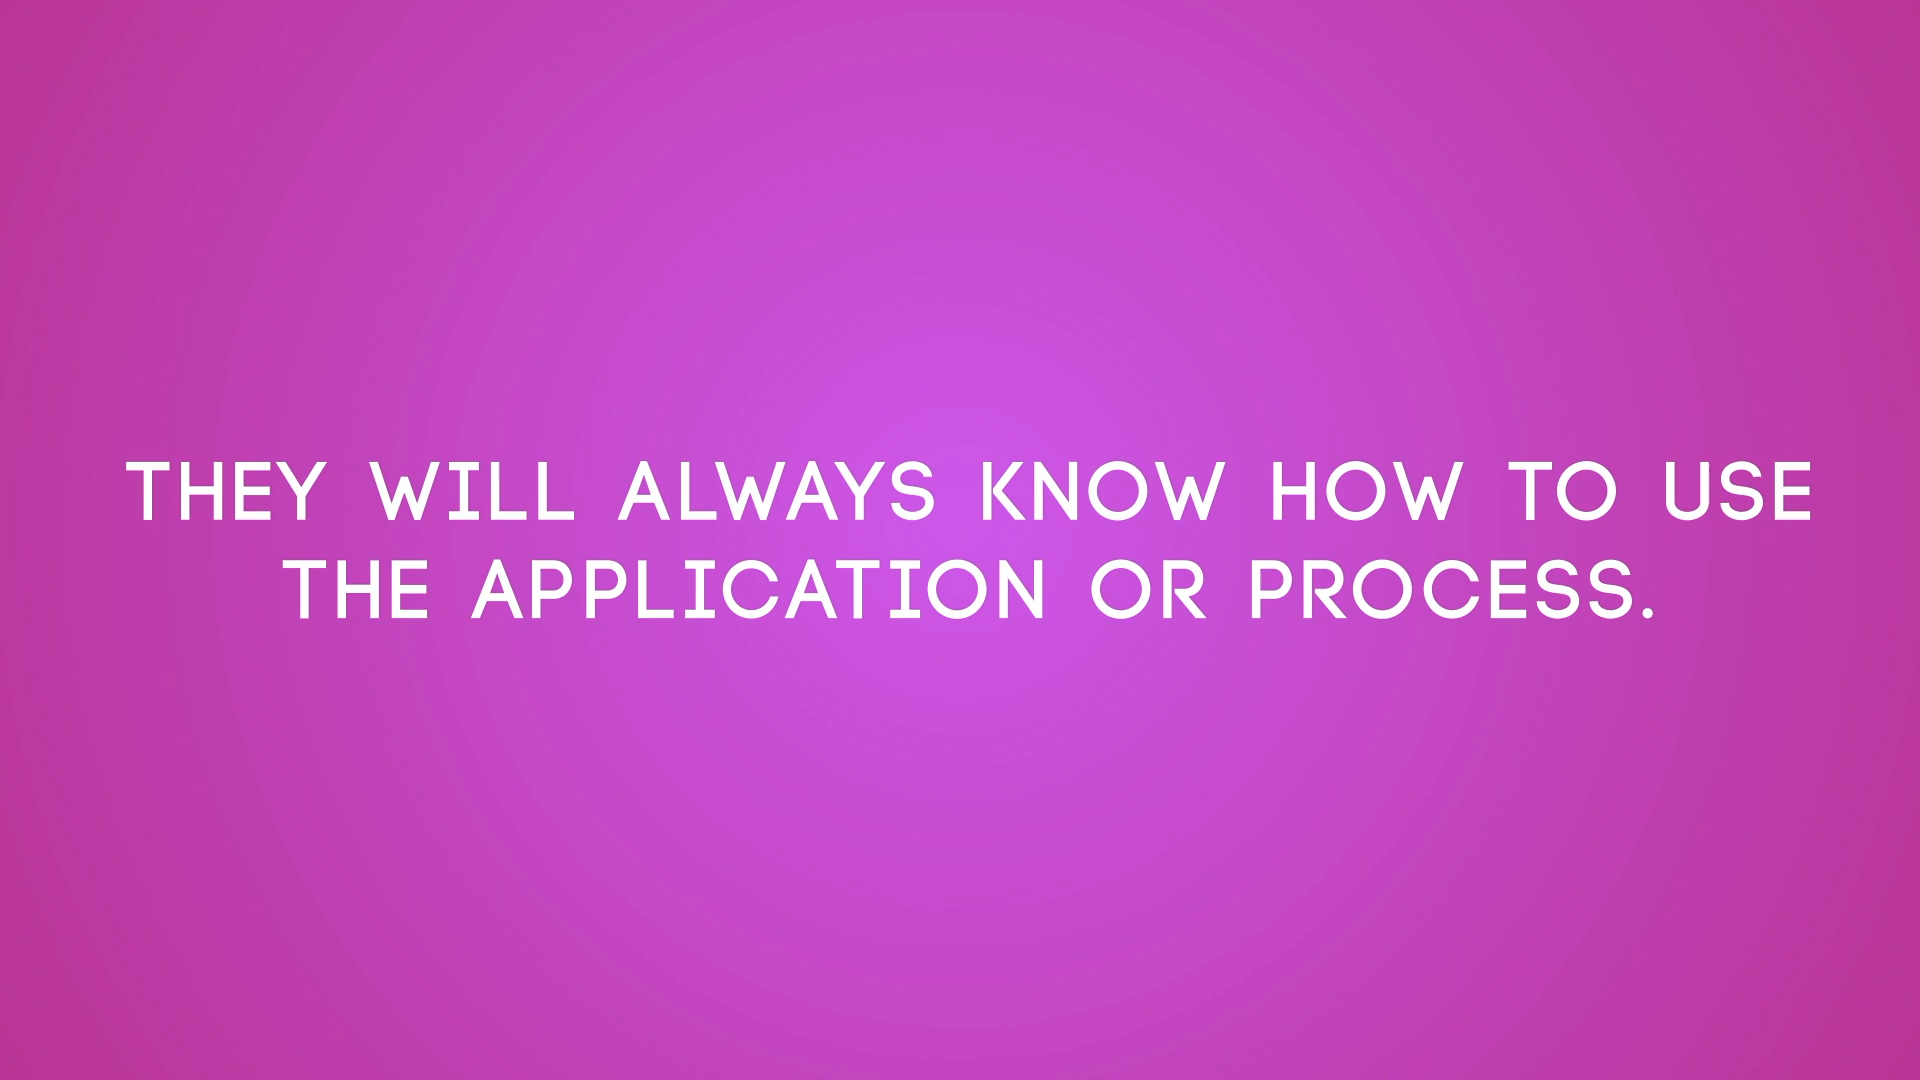 THEY WILL ALWAYS KNOW HOW TO USE
THE APPLICATION OR PROCESS.